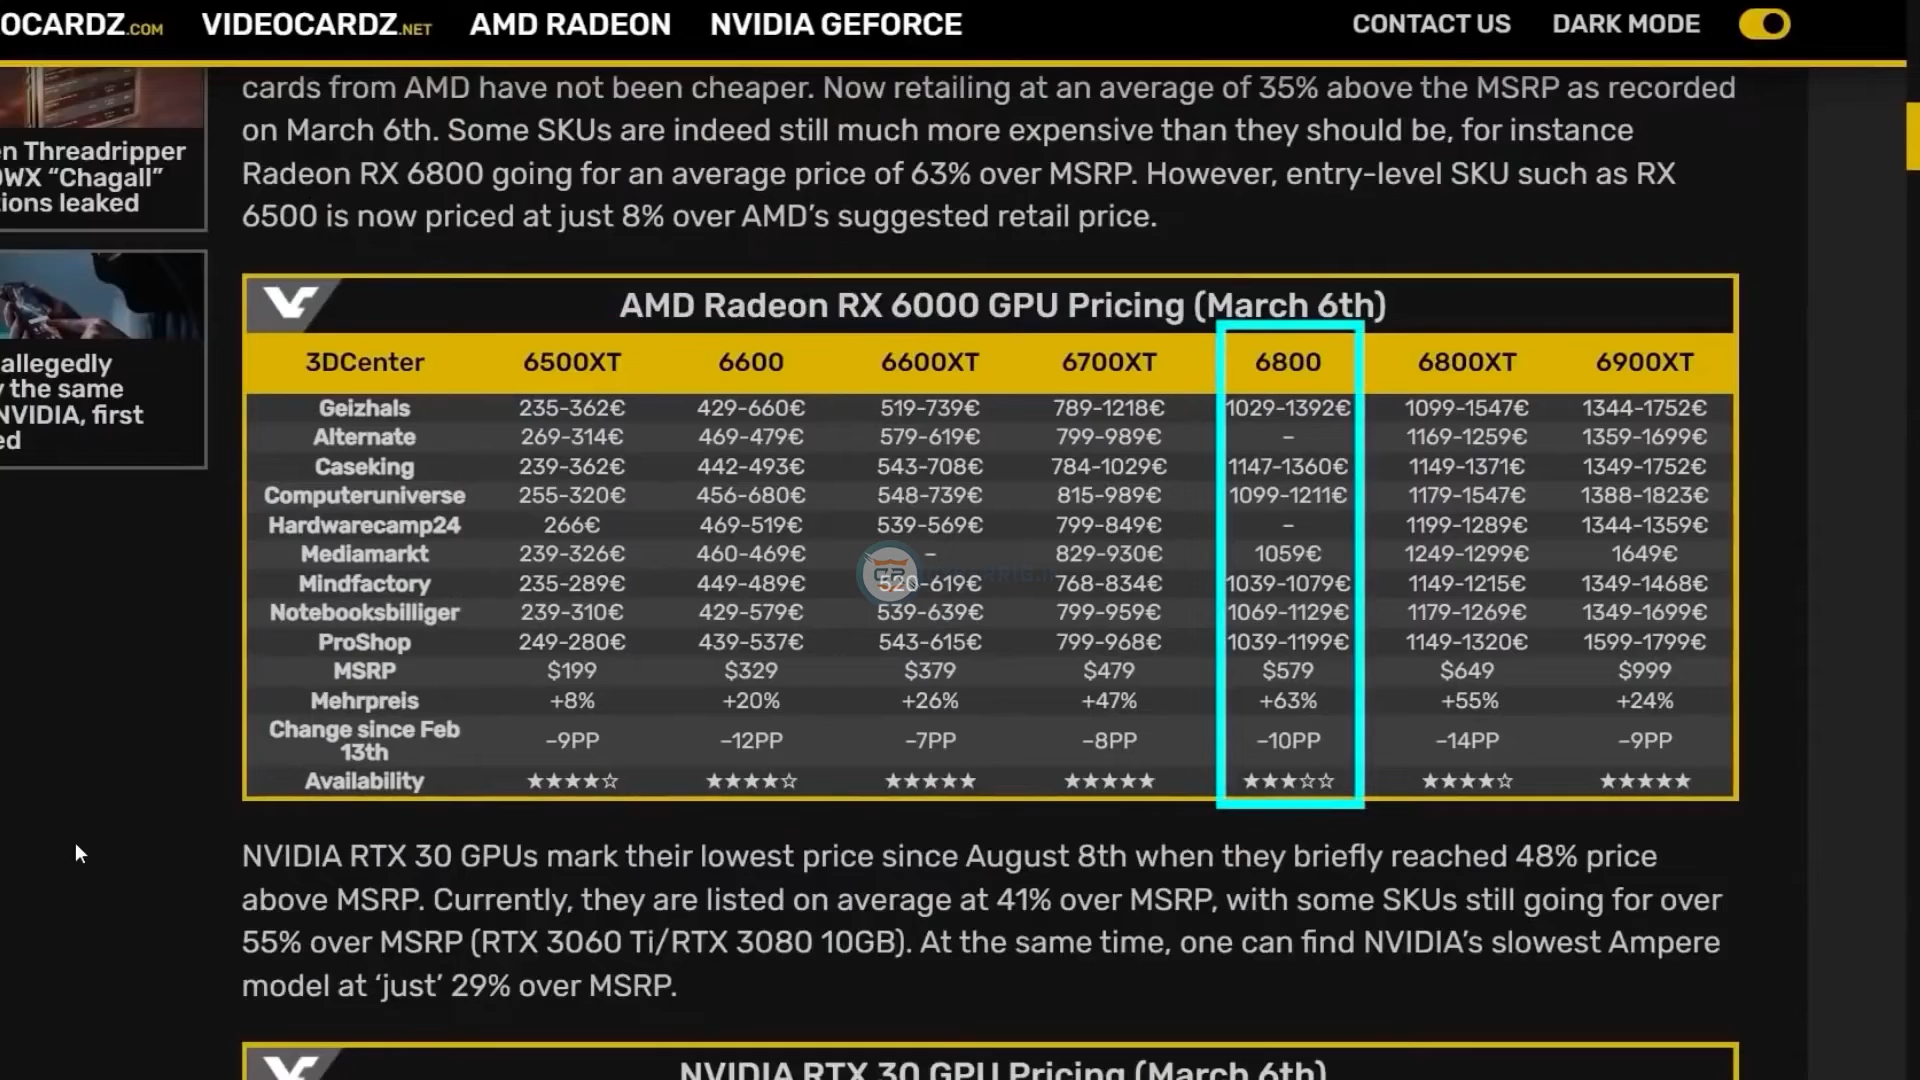 OCARDZ.COM VIDEOCARDZ.NET AMD RADEON NVIDIA GEFORCE CONTACT US DARK MODE
en Threadripper
WX “Chagall”
ions leaked
allegedly
the same
NVIDIA, first
ed
cards from AMD have not been cheaper. Now retailing at an average of 35% above the MSRP as recorded
on March 6th. Some SKUs are indeed still much more expensive than they should be, for instance
Radeon RX 6800 going for an average price of 63% over MSRP. However, entry-level SKU such as RX
6500 is now priced at just 8% over AMD’s suggested retail price.
AMD Radeon RX 6000 GPU Pricing (March 6th)
3DCenter 6500XT 6600 6600XT 6700XT 6800 6800XT 6900XT
Geizhals 235-362€ 429-660€ 519-739€ 789-1218€ 1029-1392€ 1099-1547€ 1344-1752€
Alternate 269-314€ 469-479€ 579-619€ 799-989€ – 1169-1259€ 1359-1699€
Caseking 239-362€ 442-493€ 543-708€ 784-1029€ 1147-1360€ 1149-1371€ 1349-1752€
Computeruniverse 255-320€ 456-680€ 548-739€ 815-989€ 1099-1211€ 1179-1547€ 1388-1823€
Hardwarecamp24 266€ 469-519€ 539-569€ 799-849€ – 1199-1289€ 1344-1359€
Mediamarkt 239-326€ 460-469€ – 829-930€ 1059€ 1249-1299€ 1649€
Mindfactory 235-289€ 449-489€ 520-619€ 768-834€ 1039-1079€ 1149-1215€ 1349-1468€
Notebooksbilliger 239-310€ 429-579€ 539-639€ 799-959€ 1069-1129€ 1179-1269€ 1349-1699€
ProShop 249-280€ 439-537€ 543-615€ 799-968€ 1039-1199€ 1149-1320€ 1599-1799€
MSRP $199 $329 $379 $479 $579 $649 $999
Mehrpreis +8% +20% +26% +47% +63% +55% +24%
Change since Feb
13th −9PP −12PP −7PP −8PP −10PP −14PP −9PP
Availability ★★★★☆ ★★★★☆ ★★★★★ ★★★★★ ★★★☆☆ ★★★★☆ ★★★★★
NVIDIA RTX 30 GPUs mark their lowest price since August 8th when they briefly reached 48% price
above MSRP. Currently, they are listed on average at 41% over MSRP, with some SKUs still going for over
55% over MSRP (RTX 3060 Ti/RTX 3080 10GB). At the same time, one can find NVIDIA’s slowest Ampere
model at ‘just’ 29% over MSRP.
NVIDIA RTX 30 GPU Pricing (March 6th)